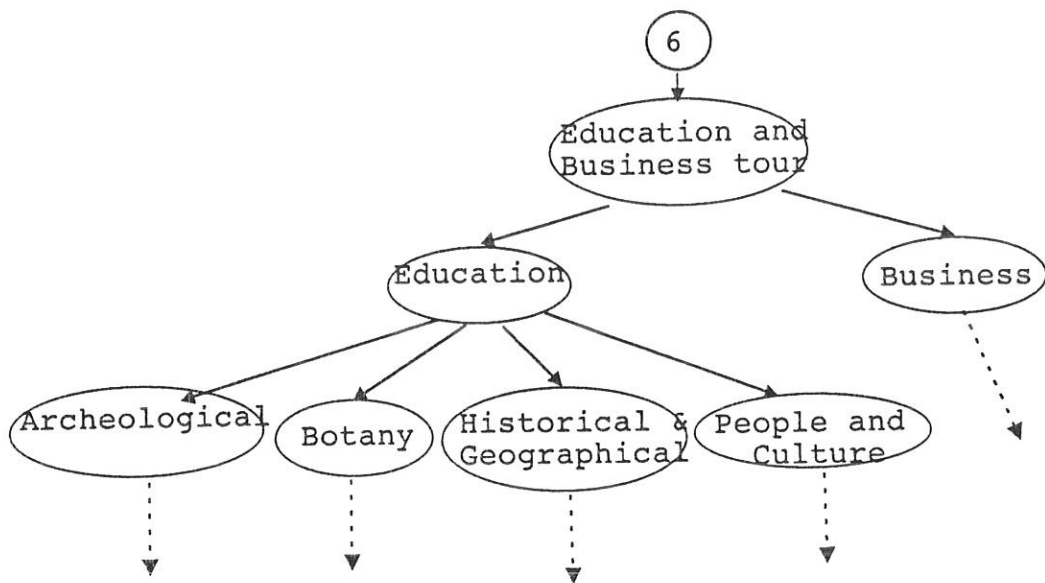 6
Education and
Business tour
Education
Business
Archeological
Botany
Historical &
Geographical
People and
Culture